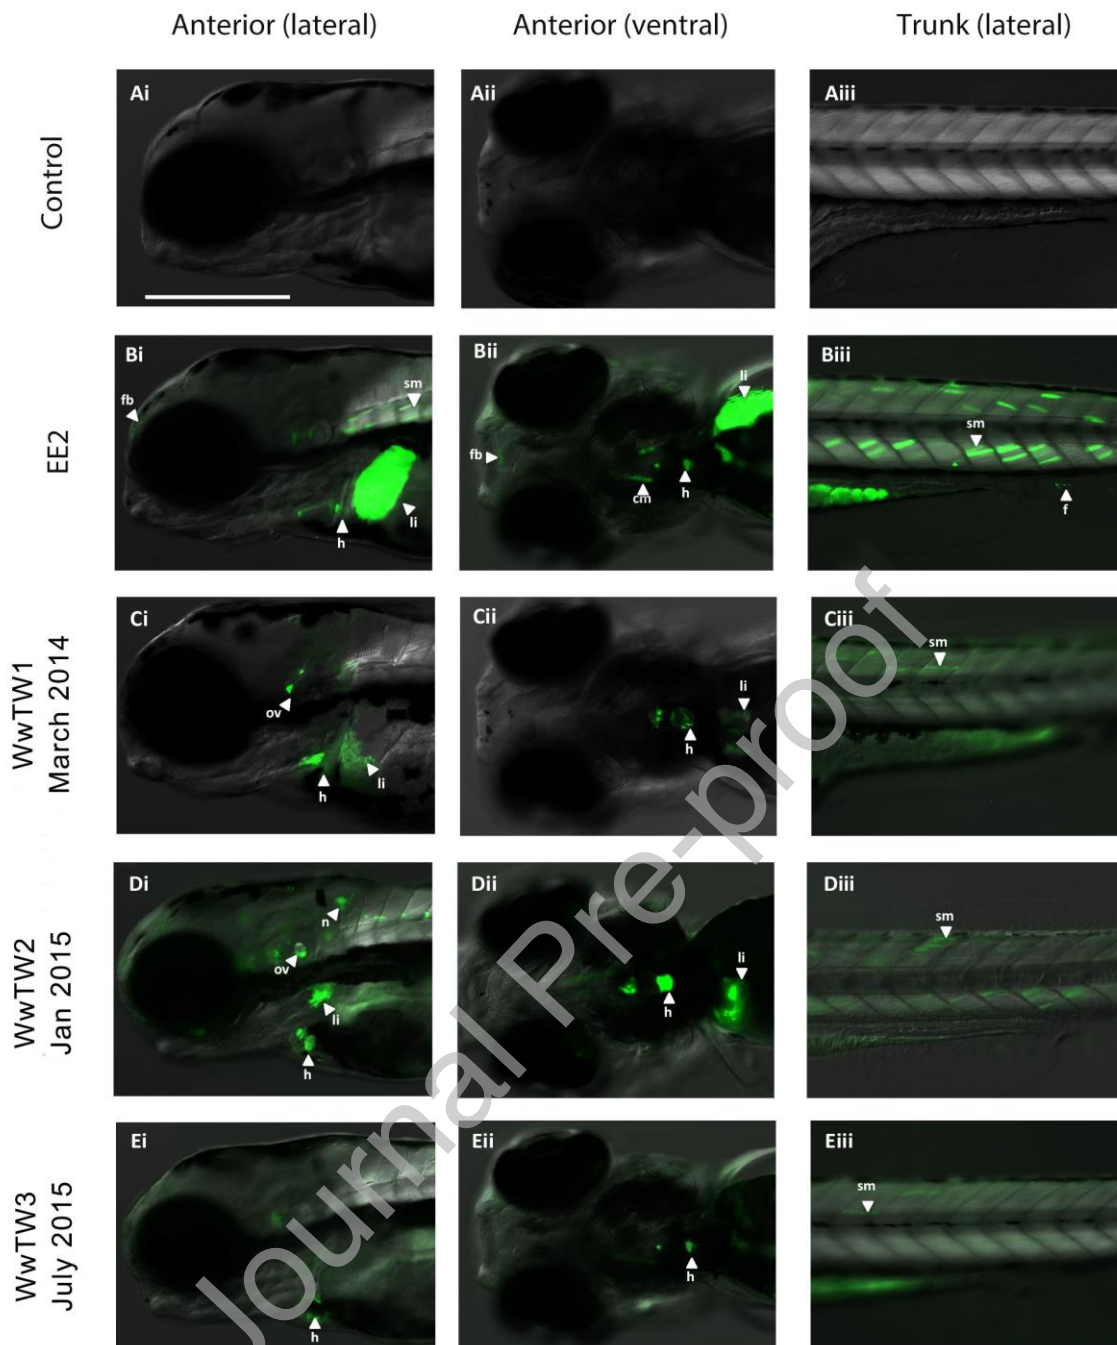 Anterior (lateral)
Anterior (ventral)
Trunk (lateral)
Control
Ai
Aii
Aiii
EE2
Bi
fb
sm
li
h
Bii
li
fb
cm
h
Biii
sm
f
WwTW1
March 2014
Ci
ov
h
li
Cii
li
h
Ciii
sm
WwTW2
Jan 2015
Di
n
ov
li
h
Dii
li
h
Diii
sm
WwTW3
July 2015
Ei
h
Eii
h
Eiii
sm
Journal Pre-proof